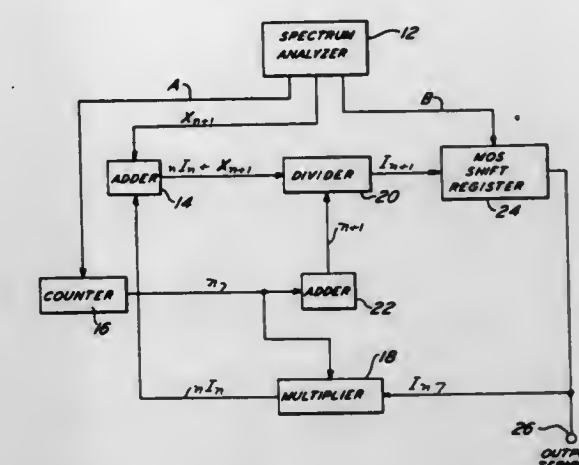 SPECTRUM
ANALYZER
12
A
B
Xn+1
ADDER
14
nIn + Xn+1
DIVIDER
20
In+1
MOS
SHIFT
REGISTER
24
n+1
COUNTER
16
n
ADDER
22
MULTIPLIER
18
nIn
In
26